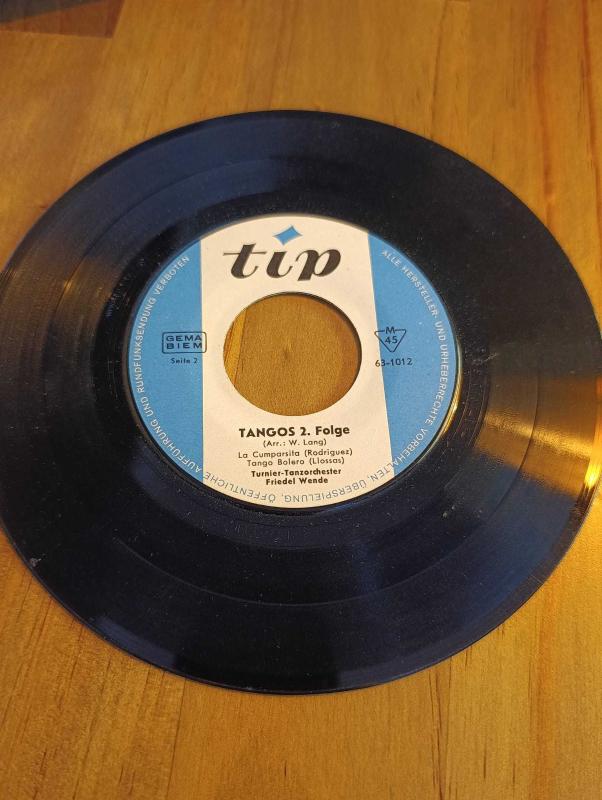 tip
GEMA
BIEM
Seite 2
M
45
63-1012
TANGOS 2. Folge
(Arr.: W. Lang)
La Cumparsita (Rodriguez)
Tango Bolero (Llossas)
Turnier-Tanzorchester
Friedel Wende
ALLE HERSTELLER- UND URHEBERRECHTE VORBEHALTEN, ÜBERSPIELUNG, ÖFFENTLICHE AUFFÜHRUNG UND RUNDFUNKSENDUNG VERBOTEN